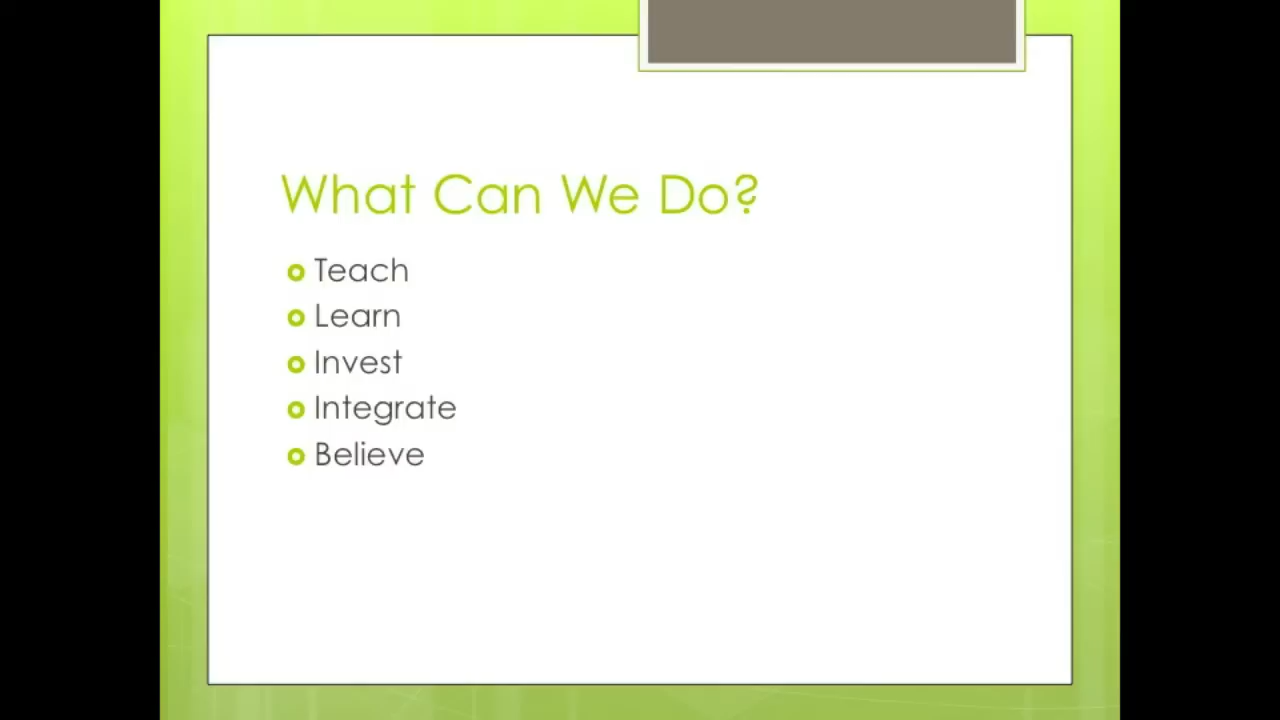 What Can We Do?
Teach
Learn
Invest
Integrate
Believe